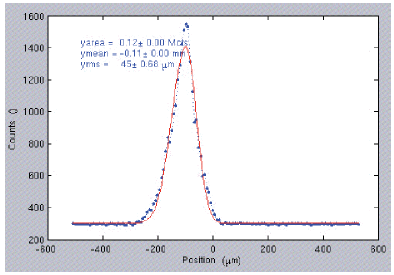 1600
1400
1200
1000
800
600
400
200
yarea = 0.12± 0.00 Mcts
ymean = -0.11± 0.00 mm
yrms = 45± 0.68 μm
Counts ()
-600 -400 -200 0 200 400 600
Position (μm)